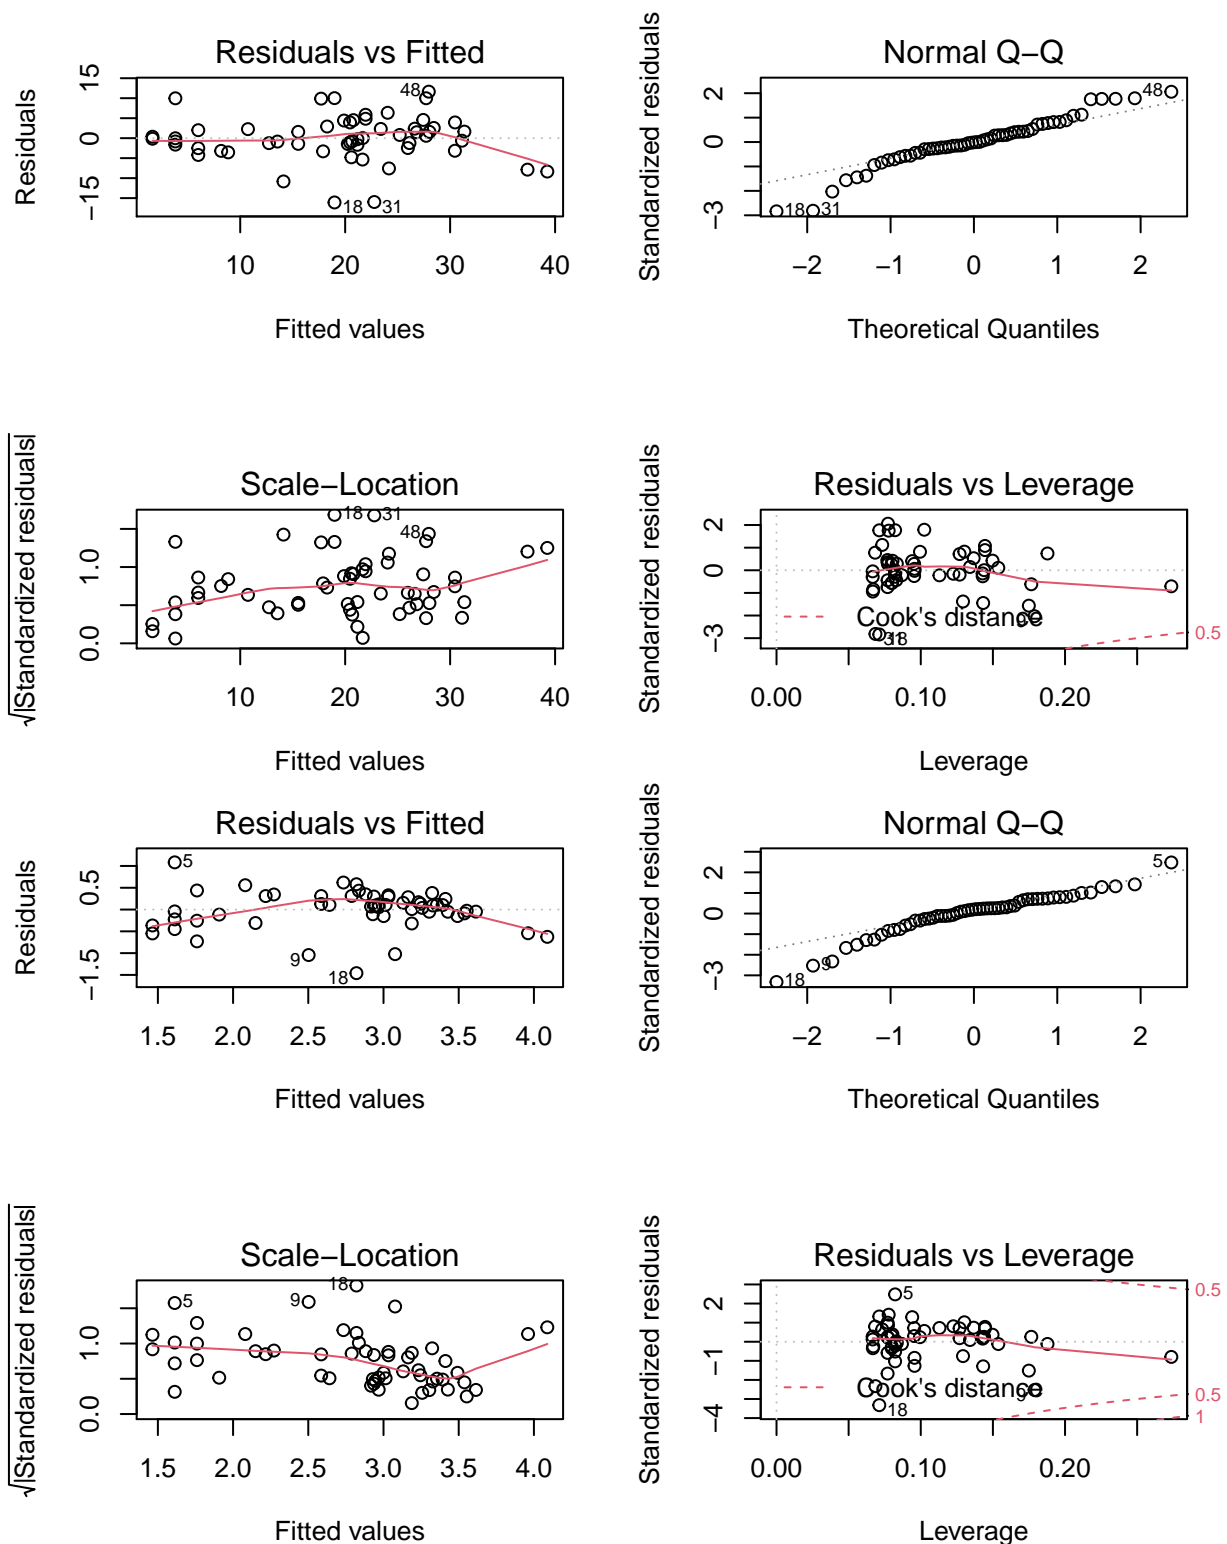 Residuals vs Fitted
Residuals
15
0
−15
48
18
31
10 20 30 40
Fitted values
Normal Q−Q
Standardized residuals
2
0
−3
48
18
31
−2 −1 0 1 2
Theoretical Quantiles
Scale−Location
√|Standardized residuals|
1.0
0.0
18
31
48
10 20 30 40
Fitted values
Residuals vs Leverage
Standardized residuals
2
0
−3
Cook's distance
31
18
0.5
0.00 0.10 0.20
Leverage
Residuals vs Fitted
Residuals
0.5
−1.5
5
9
18
1.5 2.0 2.5 3.0 3.5 4.0
Fitted values
Normal Q−Q
Standardized residuals
2
0
−3
5
9
18
−2 −1 0 1 2
Theoretical Quantiles
Scale−Location
√|Standardized residuals|
1.0
0.0
5
9
18
1.5 2.0 2.5 3.0 3.5 4.0
Fitted values
Residuals vs Leverage
Standardized residuals
2
−1
−4
5
Cook's distance
9
18
0.5
0.5
1
0.00 0.10 0.20
Leverage